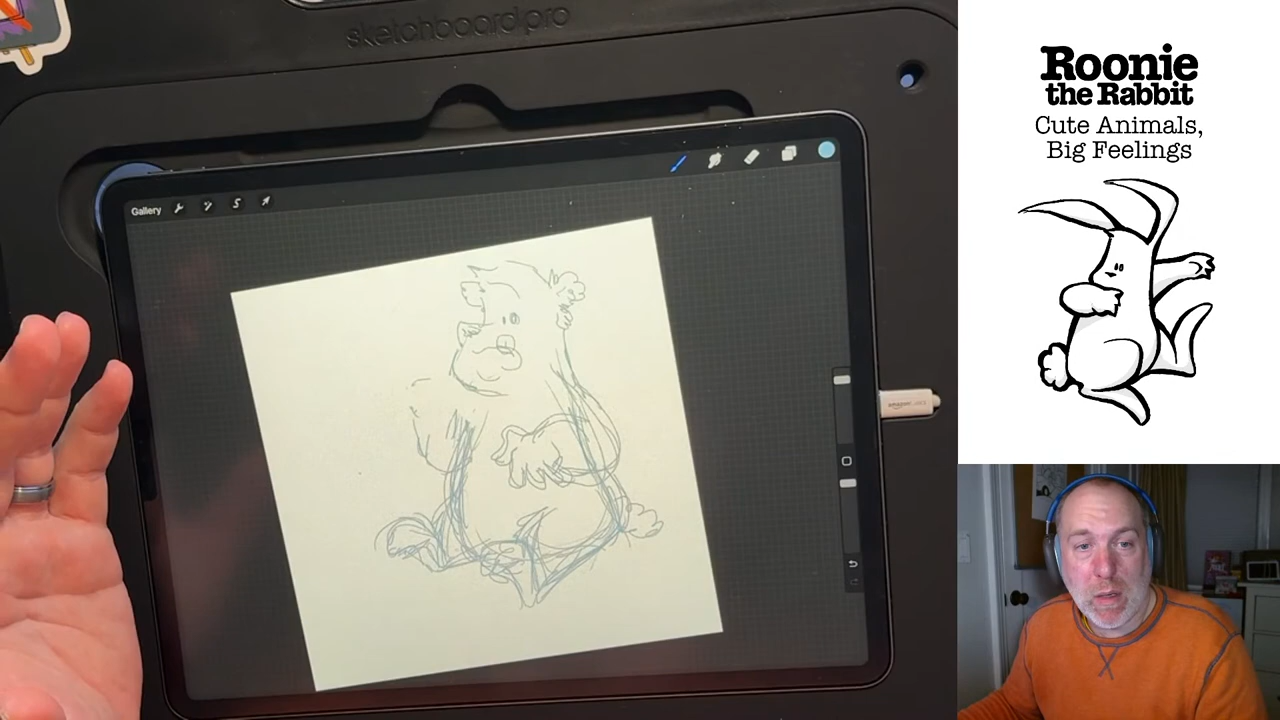 sketchboard pro
Gallery
Roonie
the Rabbit
Cute Animals,
Big Feelings